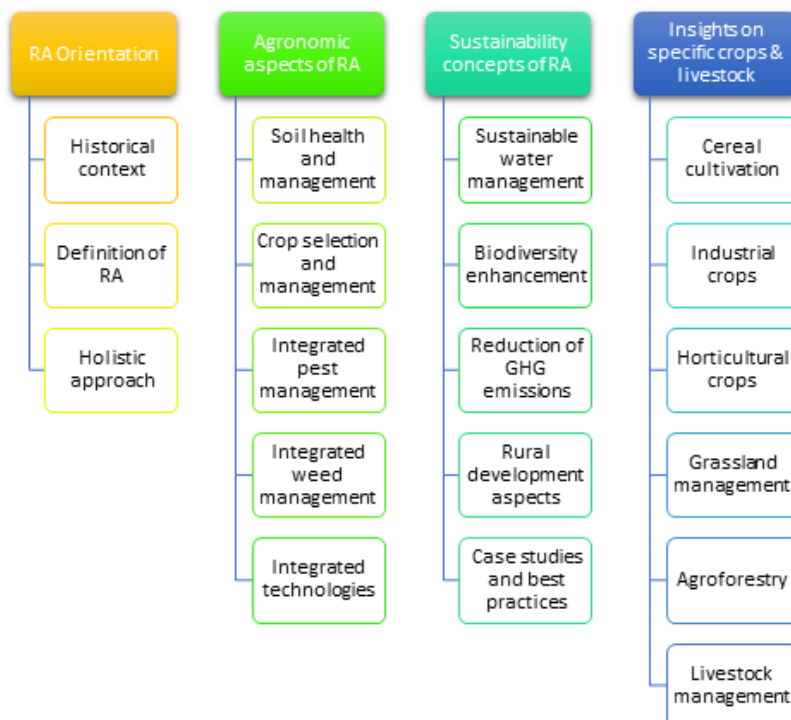 RA Orientation
Historical
context
Definition of
RA
Holistic
approach
Agronomic
aspects of RA
Soil health
and
management
Crop selection
and
management
Integrated
pest
management
Integrated
weed
management
Integrated
technologies
Sustainability
concepts of RA
Sustainable
water
management
Biodiversity
enhancement
Reduction of
GHG
emissions
Rural
development
aspects
Case studies
and best
practices
Insights on
specific crops &
livestock
Cereal
cultivation
Industrial
crops
Horticultural
crops
Grassland
management
Agroforestry
Livestock
management